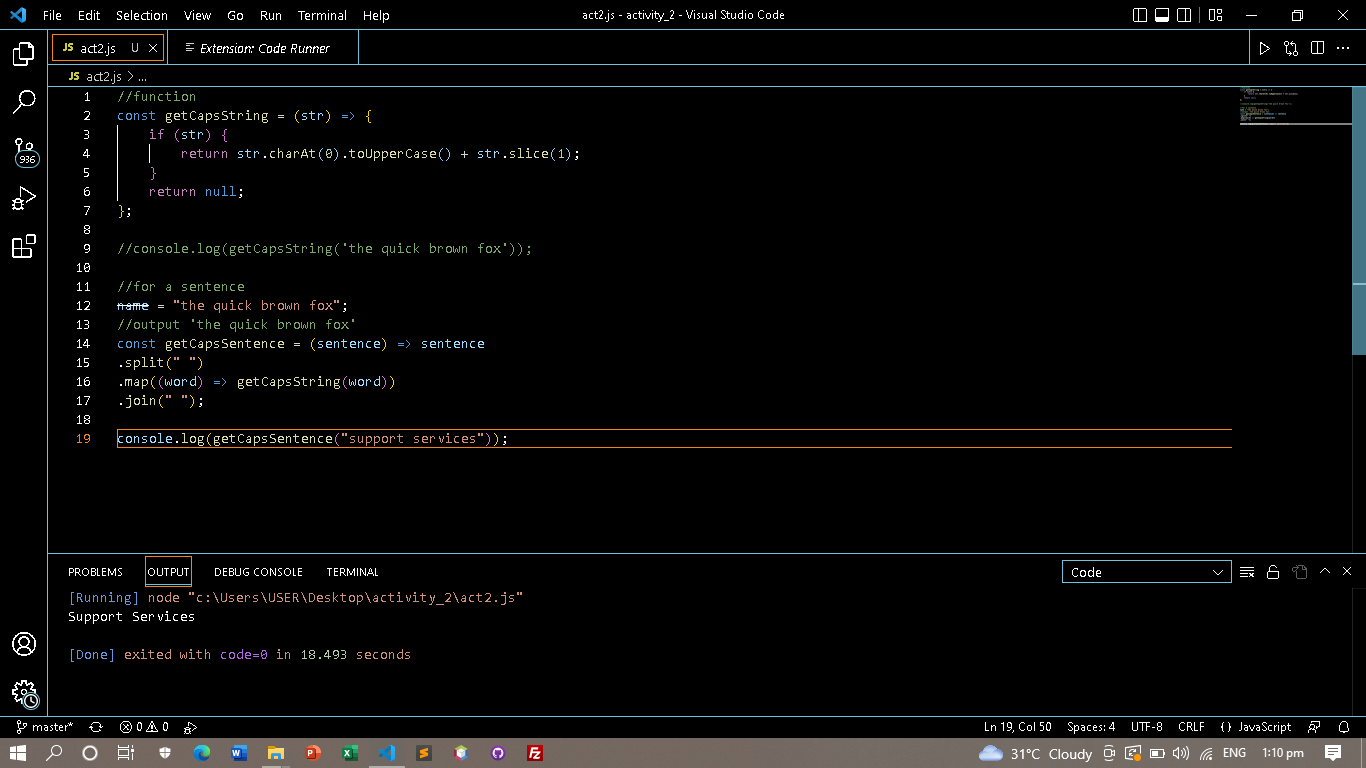 File Edit Selection View Go Run Terminal Help act2.js - activity_2 - Visual Studio Code
JS act2.js U Extension: Code Runner
JS act2.js > ...
1 //function
2 const getCapsString = (str) => {
3 if (str) {
4 return str.charAt(0).toUpperCase() + str.slice(1);
5 }
6 return null;
7 };
8
9 //console.log(getCapsString('the quick brown fox'));
10
11 //for a sentence
12 name = "the quick brown fox";
13 //output 'the quick brown fox'
14 const getCapsSentence = (sentence) => sentence
15 .split(" ")
16 .map((word) => getCapsString(word))
17 .join(" ");
18
19 console.log(getCapsSentence("support services"));
936
PROBLEMS OUTPUT DEBUG CONSOLE TERMINAL Code
[Running] node "c:\Users\USER\Desktop\activity_2\act2.js"
Support Services
[Done] exited with code=0 in 18.493 seconds
master* 0 0 Ln 19, Col 50 Spaces: 4 UTF-8 CRLF {} JavaScript
31°C Cloudy ENG 1:10 pm